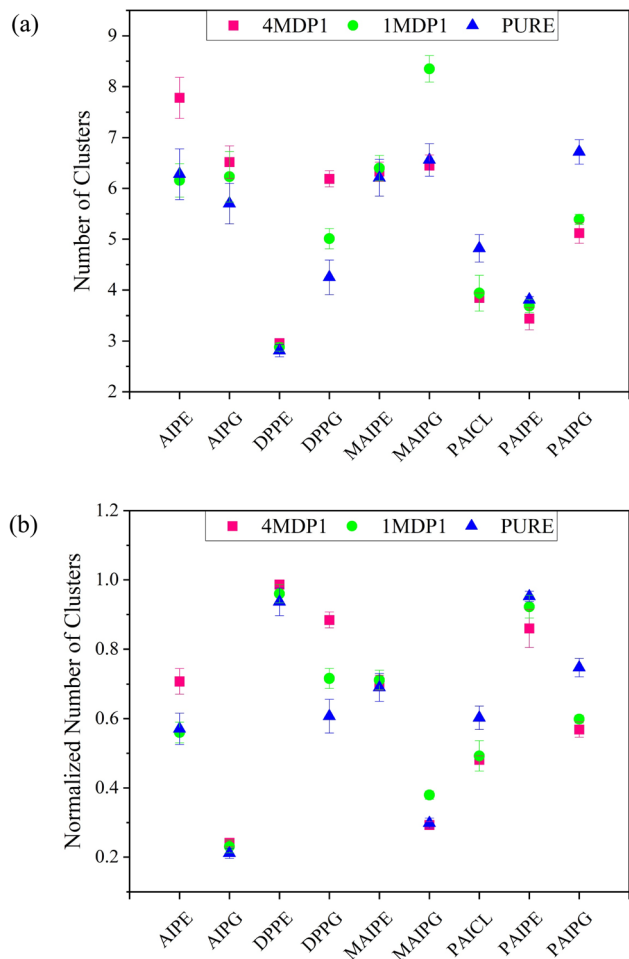 (a)
4MDP1 1MDP1 PURE
Number of Clusters
9
8
7
6
5
4
3
2
AIPE AIPG DPPE DPPG MAIPE MAIPG PAICL PAIPE PAIPG
(b)
4MDP1 1MDP1 PURE
Normalized Number of Clusters
1.2
1.0
0.8
0.6
0.4
0.2
AIPE AIPG DPPE DPPG MAIPE MAIPG PAICL PAIPE PAIPG